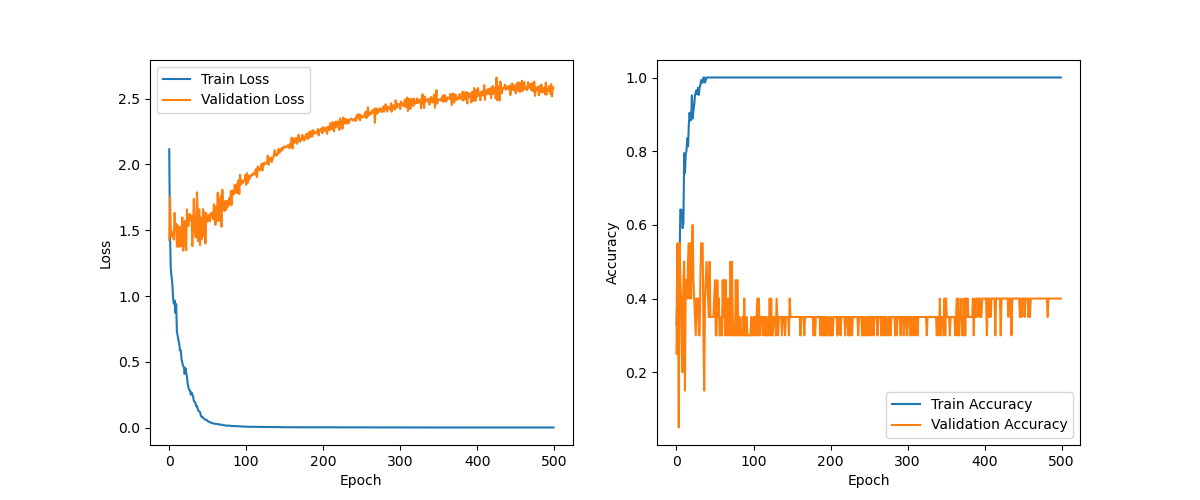 Train Loss
Validation Loss
2.5
2.0
1.5
1.0
0.5
0.0
Loss
0 100 200 300 400 500
Epoch
1.0
0.8
0.6
0.4
0.2
Accuracy
Train Accuracy
Validation Accuracy
0 100 200 300 400 500
Epoch